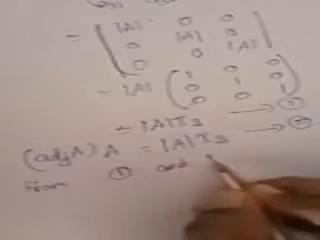 = [ |A| 0 0
0 |A| 0
0 0 |A| ]
= |A| ( 1 0 0
0 1 0
0 0 1 )
= |A| I3 → ①
(adjA) A = |A| I3 →
From ① and